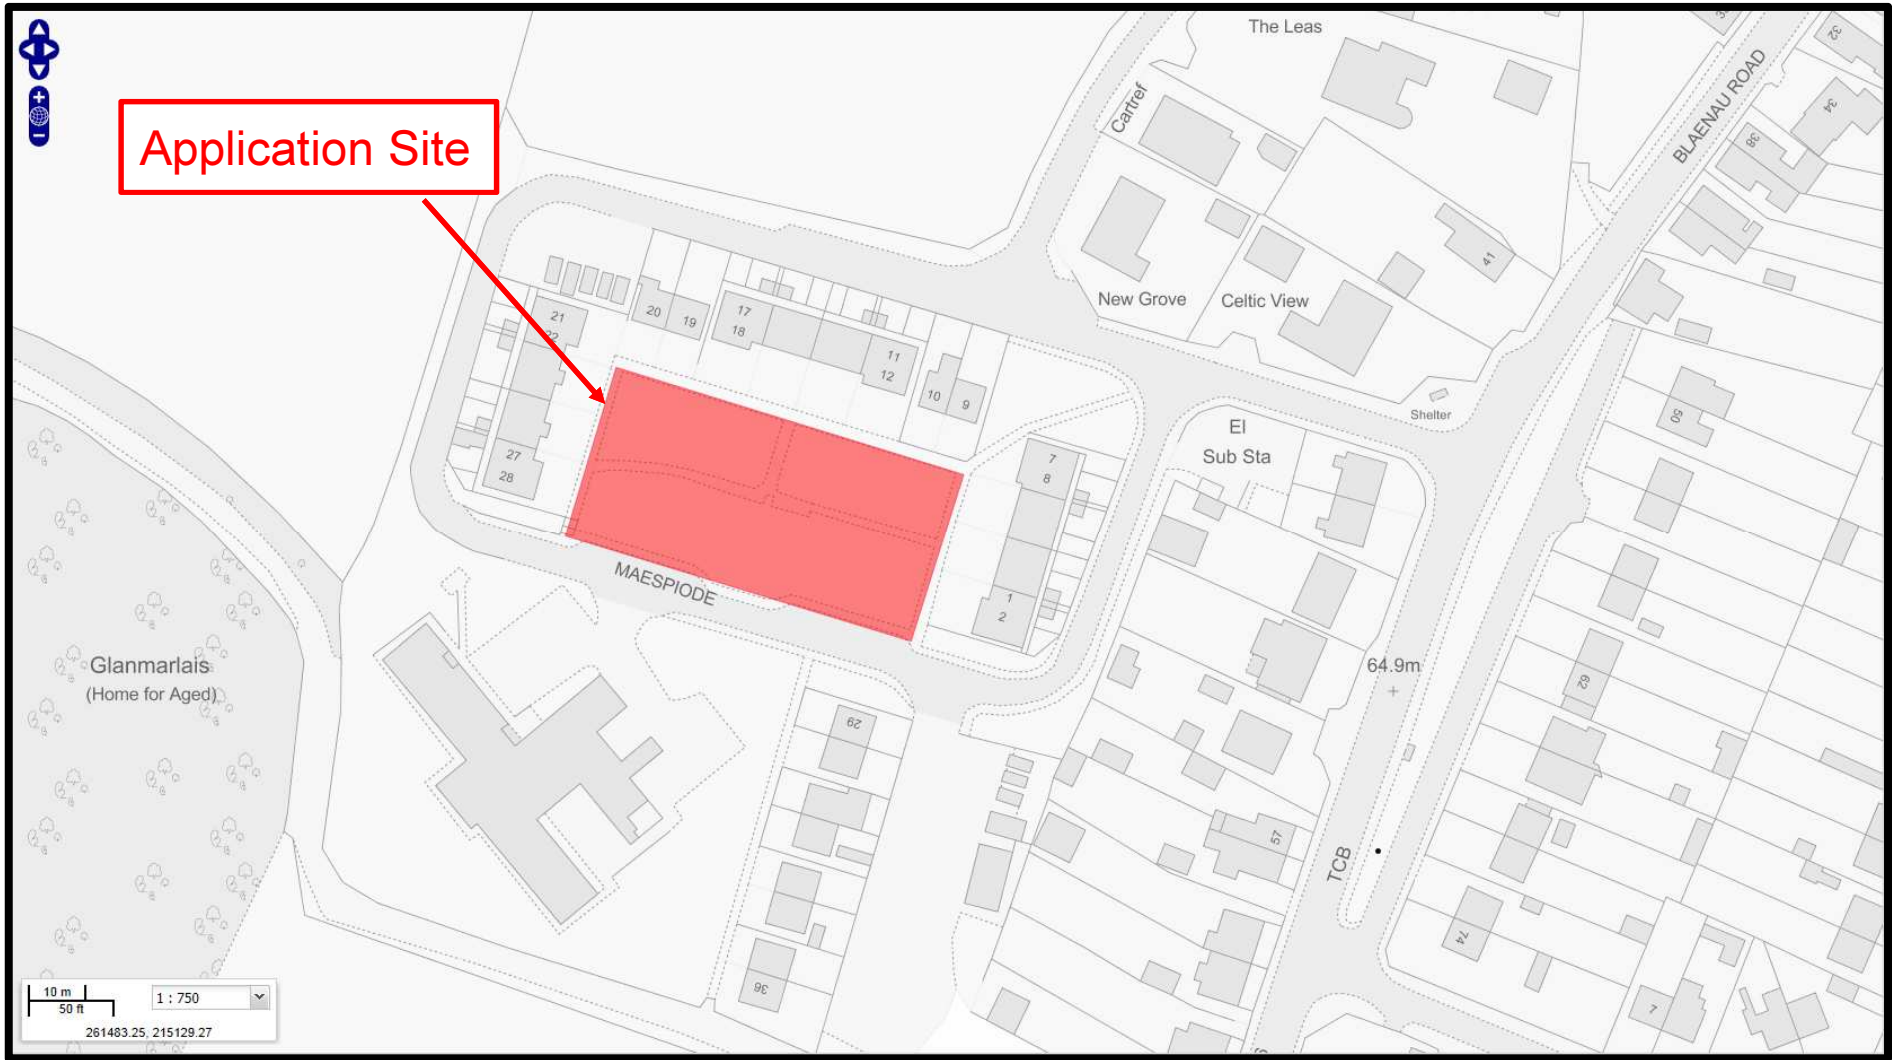 The Leas
32
BLAENAU ROAD
34
38
Cartref
Application Site
41
New Grove
Celtic View
21
22
20
19
17
18
11
12
10
9
Shelter
50
El
Sub Sta
7
8
27
28
MAESPIODE
1
2
Glanmarlais
(Home for Aged)
64.9m
62
29
57
TCB
74
36
7
10 m
50 ft
1 : 750
261483.25, 215129.27